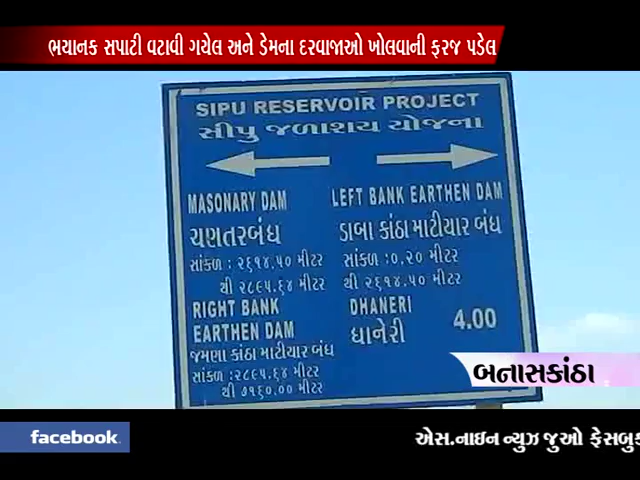 ભયાનક સપાટી વટાવી ગયેલ અને ડેમના દરવાજાઓ ખોલવાની ફરજ પડેલ
SIPU RESERVOIR PROJECT
સીપુ જળાશય યોજના
MASONARY DAM
ચણતરબંધ
સાંકળ : ૨૬૧૪.૫૦ મીટર
થી ૨૮૯૫.૬૪ મીટર
RIGHT BANK
EARTHEN DAM
જમણા કાંઠા માટીયાર બંધ
સાંકળ :૨૮૯૫.૬૪ મીટર
થી ૭૧૬૦.૦૦ મીટર
LEFT BANK EARTHEN DAM
ડાબા કાંઠા માટીયાર બંધ
સાંકળ :૦.૨૦ મીટર
થી ૨૬૧૪.૫૦ મીટર
DHANERI
ધાનેરી 4.00
બનાસકાંઠા
facebook
એસ.નાઇન ન્યુઝ જુઓ ફેસબુક